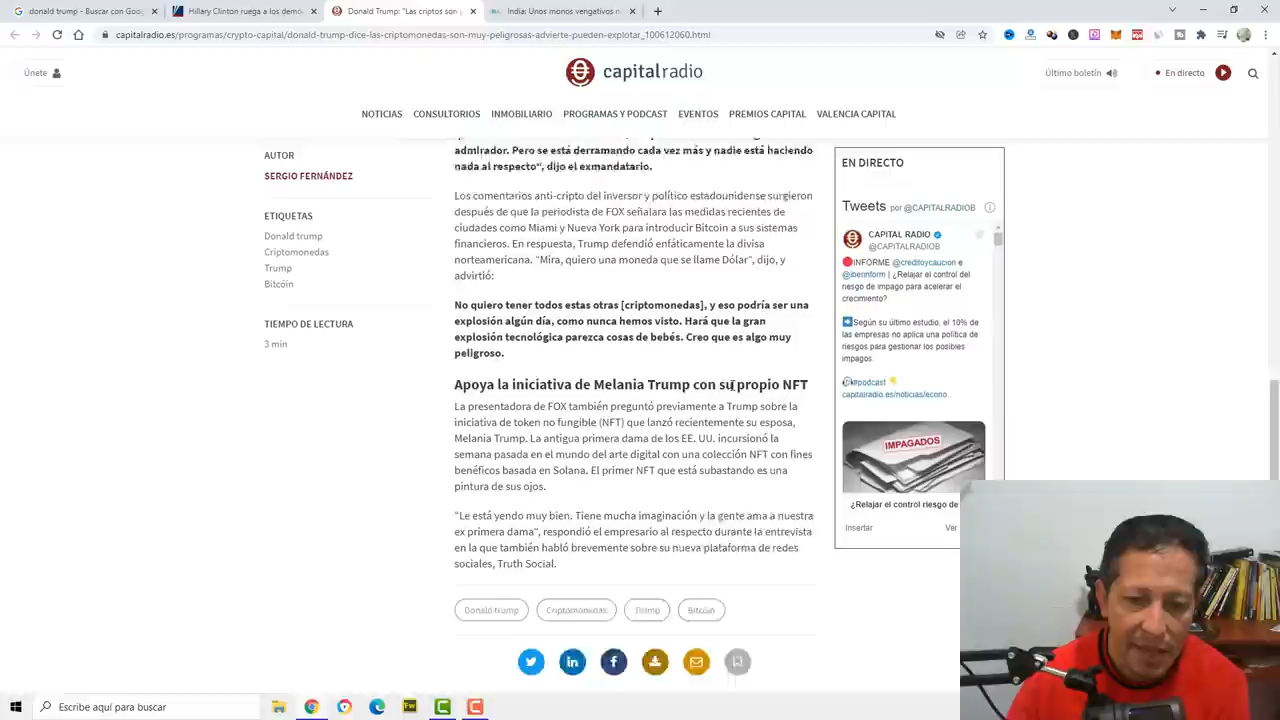 Buscar con Google
Hillary Clinton ruega a los demóc
Donald Trump: "Las cripton son
India: Unos monos vengativos m
capitalradio.es/programas/crypto-capital/donald-trump-dice-las-criptomonedas-son-muy-peligrosas-advierte-pueden-explotar_100612060.html
Únete
capitalradio
Último boletín
En directo
NOTICIAS CONSULTORIOS INMOBILIARIO PROGRAMAS Y PODCAST EVENTOS PREMIOS CAPITAL VALENCIA CAPITAL
AUTOR
SERGIO FERNÁNDEZ
ETIQUETAS
Donald trump
Criptomonedas
Trump
Bitcóin
TIEMPO DE LECTURA
3 min
admirador. Pero se está derramando cada vez más y nadie está haciendo
nada al respecto“, dijo el exmandatario.
Los comentarios anti-cripto del inversor y político estadounidense surgieron
después de que la periodista de FOX señalara las medidas recientes de
ciudades como Miami y Nueva York para introducir Bitcoin a sus sistemas
financieros. En respuesta, Trump defendió enfáticamente la divisa
norteamericana. “Mira, quiero una moneda que se llame Dólar“, dijo, y
advirtió:
No quiero tener todos estas otras [criptomonedas], y eso podría ser una
explosión algún día, como nunca hemos visto. Hará que la gran
explosión tecnológica parezca cosas de bebés. Creo que es algo muy
peligroso.
Apoya la iniciativa de Melania Trump con su propio NFT
La presentadora de FOX también preguntó previamente a Trump sobre la
iniciativa de token no fungible (NFT) que lanzó recientemente su esposa,
Melania Trump. La antigua primera dama de los EE. UU. incursionó la
semana pasada en el mundo del arte digital con una colección NFT con fines
benéficos basada en Solana. El primer NFT que está subastando es una
pintura de sus ojos.
“Le está yendo muy bien. Tiene mucha imaginación y la gente ama a nuestra
ex primera dama“, respondió el empresario al respecto durante la entrevista
en la que también habló brevemente sobre su nueva plataforma de redes
sociales, Truth Social.
Donald trump Criptomonedas Trump Bitcóin
EN DIRECTO
Tweets por @CAPITALRADIOB
CAPITAL RADIO
@CAPITALRADIOB
INFORME @creditoycaucion e
@iberinform | ¿Relajar el control del
riesgo de impago para acelerar el
crecimiento?
Según su último estudio, el 10% de
las empresas no aplica una política de
riesgos para gestionar los posibles
impagos.
#podcast
capitalradio.es/noticias/econo…
IMPAGADOS
¿Relajar el control riesgo de
Insertar
Ver
Escribe aquí para buscar